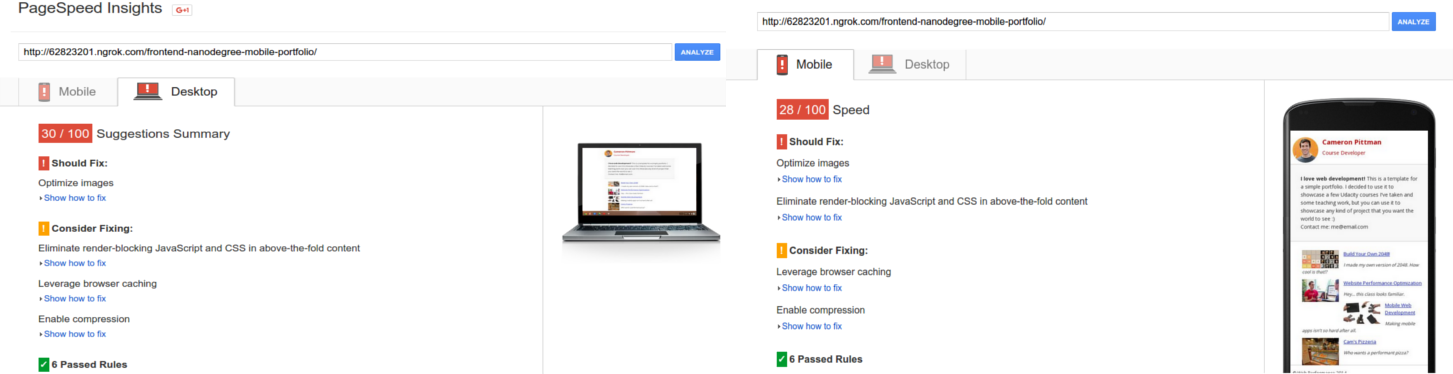 PageSpeed Insights
G+1
http://62823201.ngrok.com/frontend-nanodegree-mobile-portfolio/
ANALYZE
Mobile
Desktop
30 / 100 Suggestions Summary
! Should Fix:
Optimize images
Show how to fix
! Consider Fixing:
Eliminate render-blocking JavaScript and CSS in above-the-fold content
Show how to fix
Leverage browser caching
Show how to fix
Enable compression
Show how to fix
6 Passed Rules
http://62823201.ngrok.com/frontend-nanodegree-mobile-portfolio/
ANALYZE
Mobile
Desktop
28 / 100 Speed
! Should Fix:
Optimize images
Show how to fix
Eliminate render-blocking JavaScript and CSS in above-the-fold content
Show how to fix
! Consider Fixing:
Leverage browser caching
Show how to fix
Enable compression
Show how to fix
6 Passed Rules
Cameron Pittman
Course Developer
I love web development! This is a template for
a simple portfolio. I decided to use it to
showcase a few Udacity courses I've taken and
some teaching work, but you can use it to
showcase any kind of project that you want the
world to see :)
Contact me: me@email.com
Build Your Own 2048!
I made my own version of 2048. How
cool is that!?
Website Performance Optimization
Hey... this class looks familiar.
Mobile Web
Development
Making mobile
apps isn't so hard after all.
Cam's Pizzeria
Who wants a performant pizza?